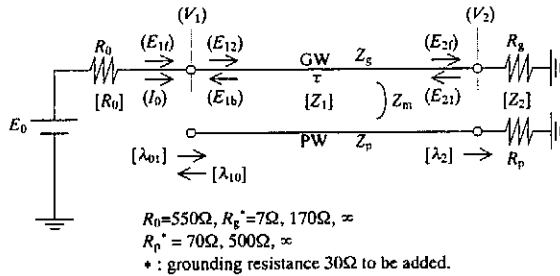 (V₁) (V₂)
R₀ (E₁f) (E₁₂) GW Zs (E₂f) Rg
τ
[R₀] (I₀) (E₁b) [Z₁] Zm (E₂₁) [Z₂]
E₀
PW Zp Rp
[λ₀₁] [λ₁₀] [λ₂]
R₀=550Ω, Rg*=7Ω, 170Ω, ∞
Rp* = 70Ω, 500Ω, ∞
* : grounding resistance 30Ω to be added.